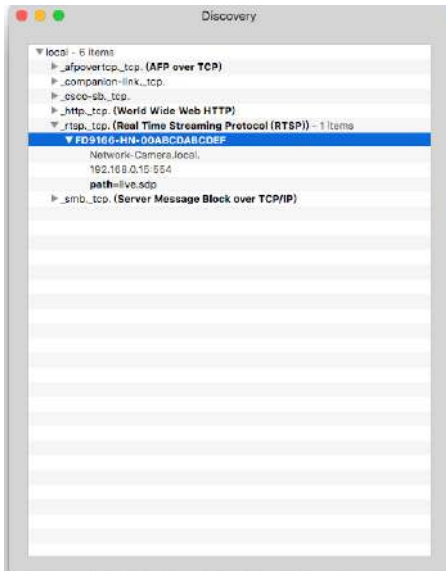 Discovery
local - 6 items
_afpovertcp._tcp. (AFP over TCP)
_companion-link._tcp.
_csco-sb._tcp.
_http._tcp. (World Wide Web HTTP)
_rtsp._tcp. (Real Time Streaming Protocol (RTSP)) - 1 items
FD9166-HN-00ABCDABCDEF
Network-Camera.local.
192.168.0.15:554
path=live.sdp
_smb._tcp. (Server Message Block over TCP/IP)